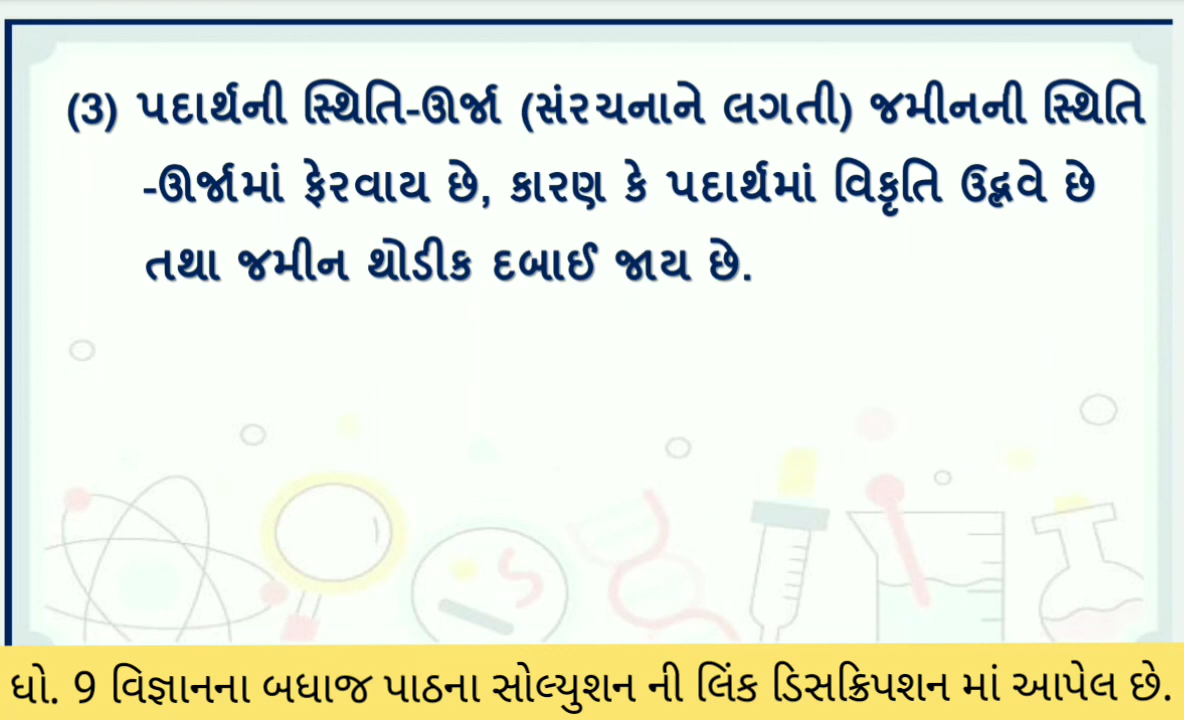 (3) પદાર્થની સ્થિતિ-ઊર્જા (સંરચનાને લગતી) જમીનની સ્થિતિ
-ઊર્જામાં ફેરવાય છે, કારણ કે પદાર્થમાં વિકૃતિ ઉદ્ભવે છે
તથા જમીન થોડીક દબાઈ જાય છે.
ધો. 9 વિજ્ઞાનના બધાજ પાઠના સોલ્યુશન ની લિંક ડિસક્રિપશન માં આપેલ છે.